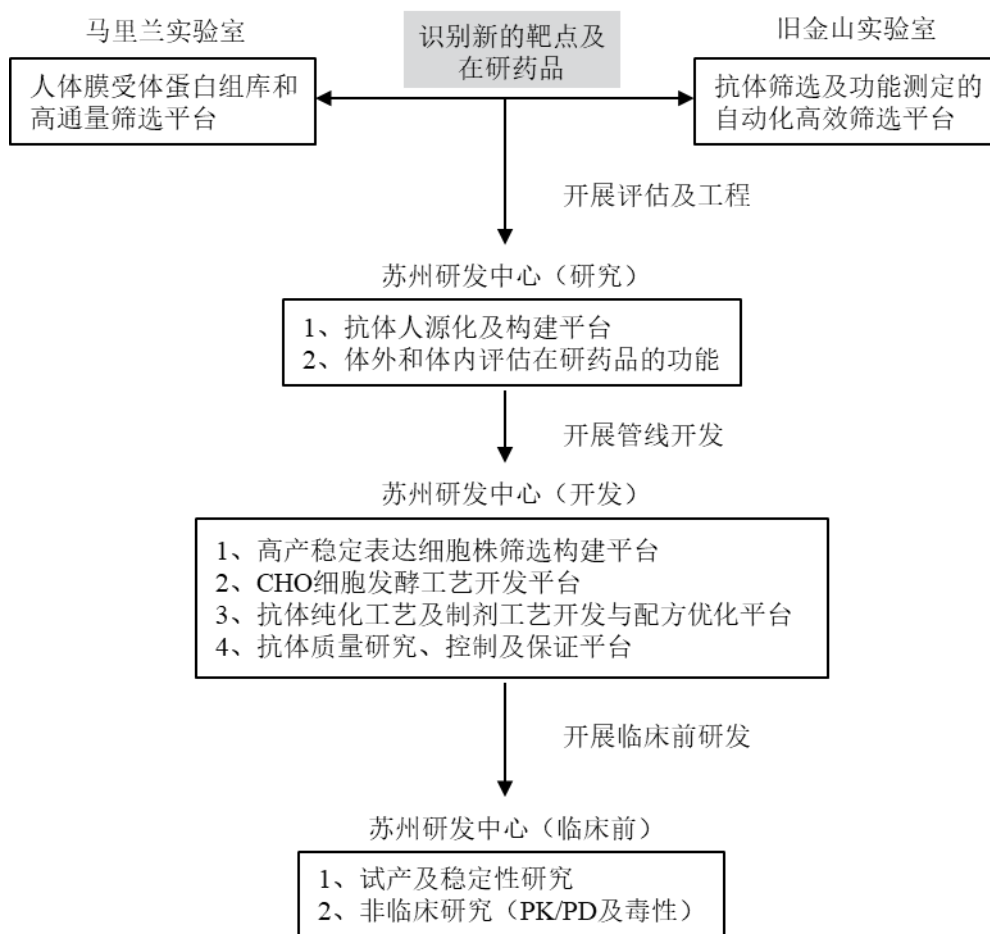 马里兰实验室
识别新的靶点及
在研药品
旧金山实验室
人体膜受体蛋白组库和
高通量筛选平台
抗体筛选及功能测定的
自动化高效筛选平台
开展评估及工程
苏州研发中心（研究）
1、抗体人源化及构建平台
2、体外和体内评估在研药品的功能
开展管线开发
苏州研发中心（开发）
1、高产稳定表达细胞株筛选构建平台
2、CHO细胞发酵工艺开发平台
3、抗体纯化工艺及制剂工艺开发与配方优化平台
4、抗体质量研究、控制及保证平台
开展临床前研发
苏州研发中心（临床前）
1、试产及稳定性研究
2、非临床研究（PK/PD及毒性）